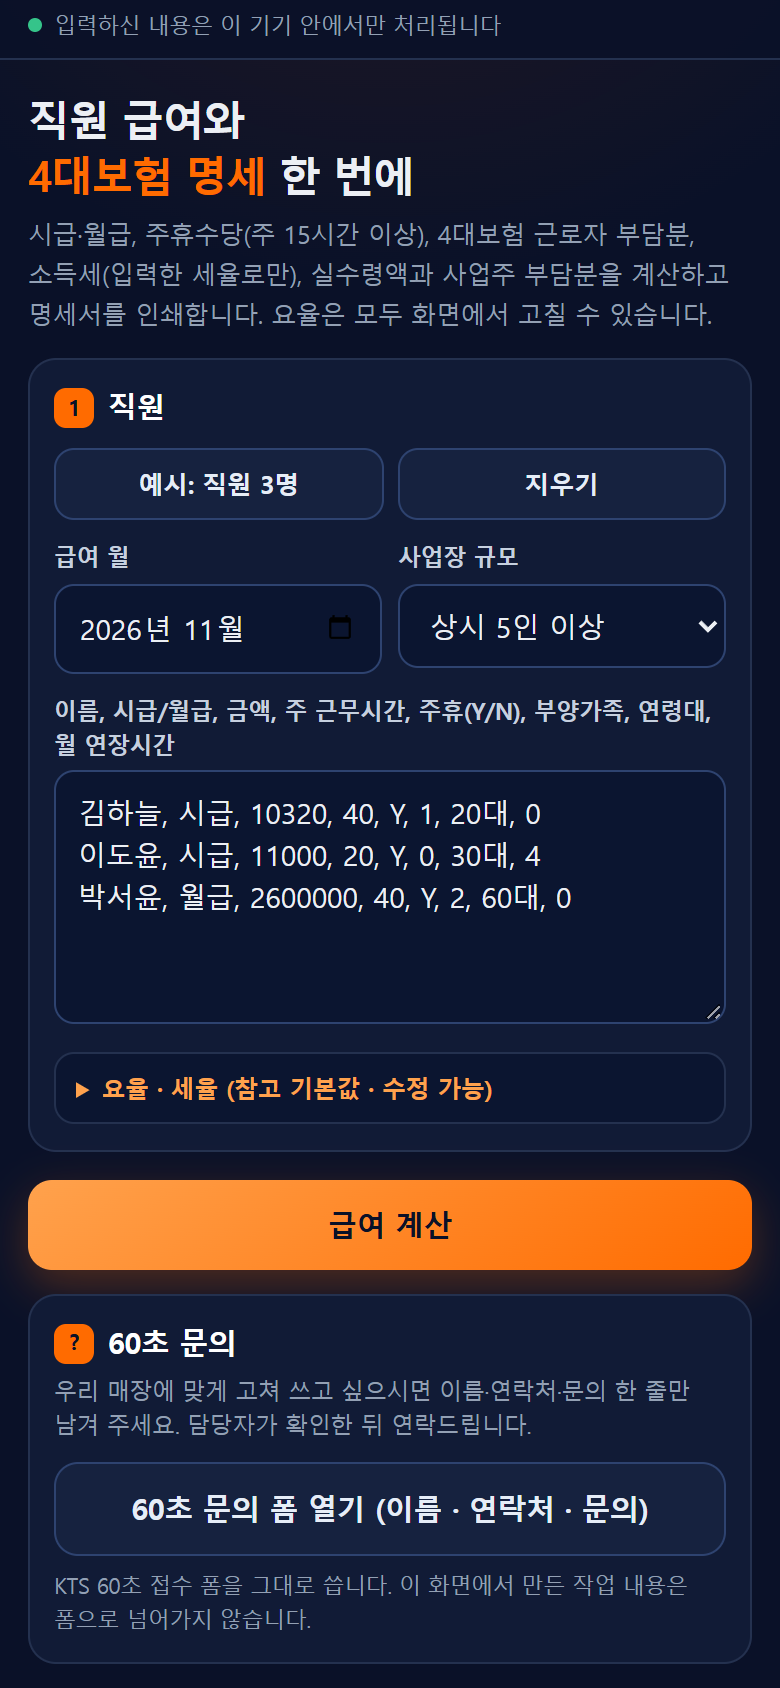 입력하신 내용은 이 기기 안에서만 처리됩니다
직원 급여와
4대보험 명세 한 번에
시급·월급, 주휴수당(주 15시간 이상), 4대보험 근로자 부담분,
소득세(입력한 세율로만), 실수령액과 사업주 부담분을 계산하고
명세서를 인쇄합니다. 요율은 모두 화면에서 고칠 수 있습니다.
1 직원
예시: 직원 3명
지우기
급여 월
사업장 규모
2026년 11월
상시 5인 이상
이름, 시급/월급, 금액, 주 근무시간, 주휴(Y/N), 부양가족, 연령대,
월 연장시간
김하늘, 시급, 10320, 40, Y, 1, 20대, 0
이도윤, 시급, 11000, 20, Y, 0, 30대, 4
박서윤, 월급, 2600000, 40, Y, 2, 60대, 0
▶ 요율 · 세율 (참고 기본값 · 수정 가능)
급여 계산
? 60초 문의
우리 매장에 맞게 고쳐 쓰고 싶으시면 이름·연락처·문의 한 줄만
남겨 주세요. 담당자가 확인한 뒤 연락드립니다.
60초 문의 폼 열기 (이름 · 연락처 · 문의)
KTS 60초 접수 폼을 그대로 씁니다. 이 화면에서 만든 작업 내용은
폼으로 넘어가지 않습니다.